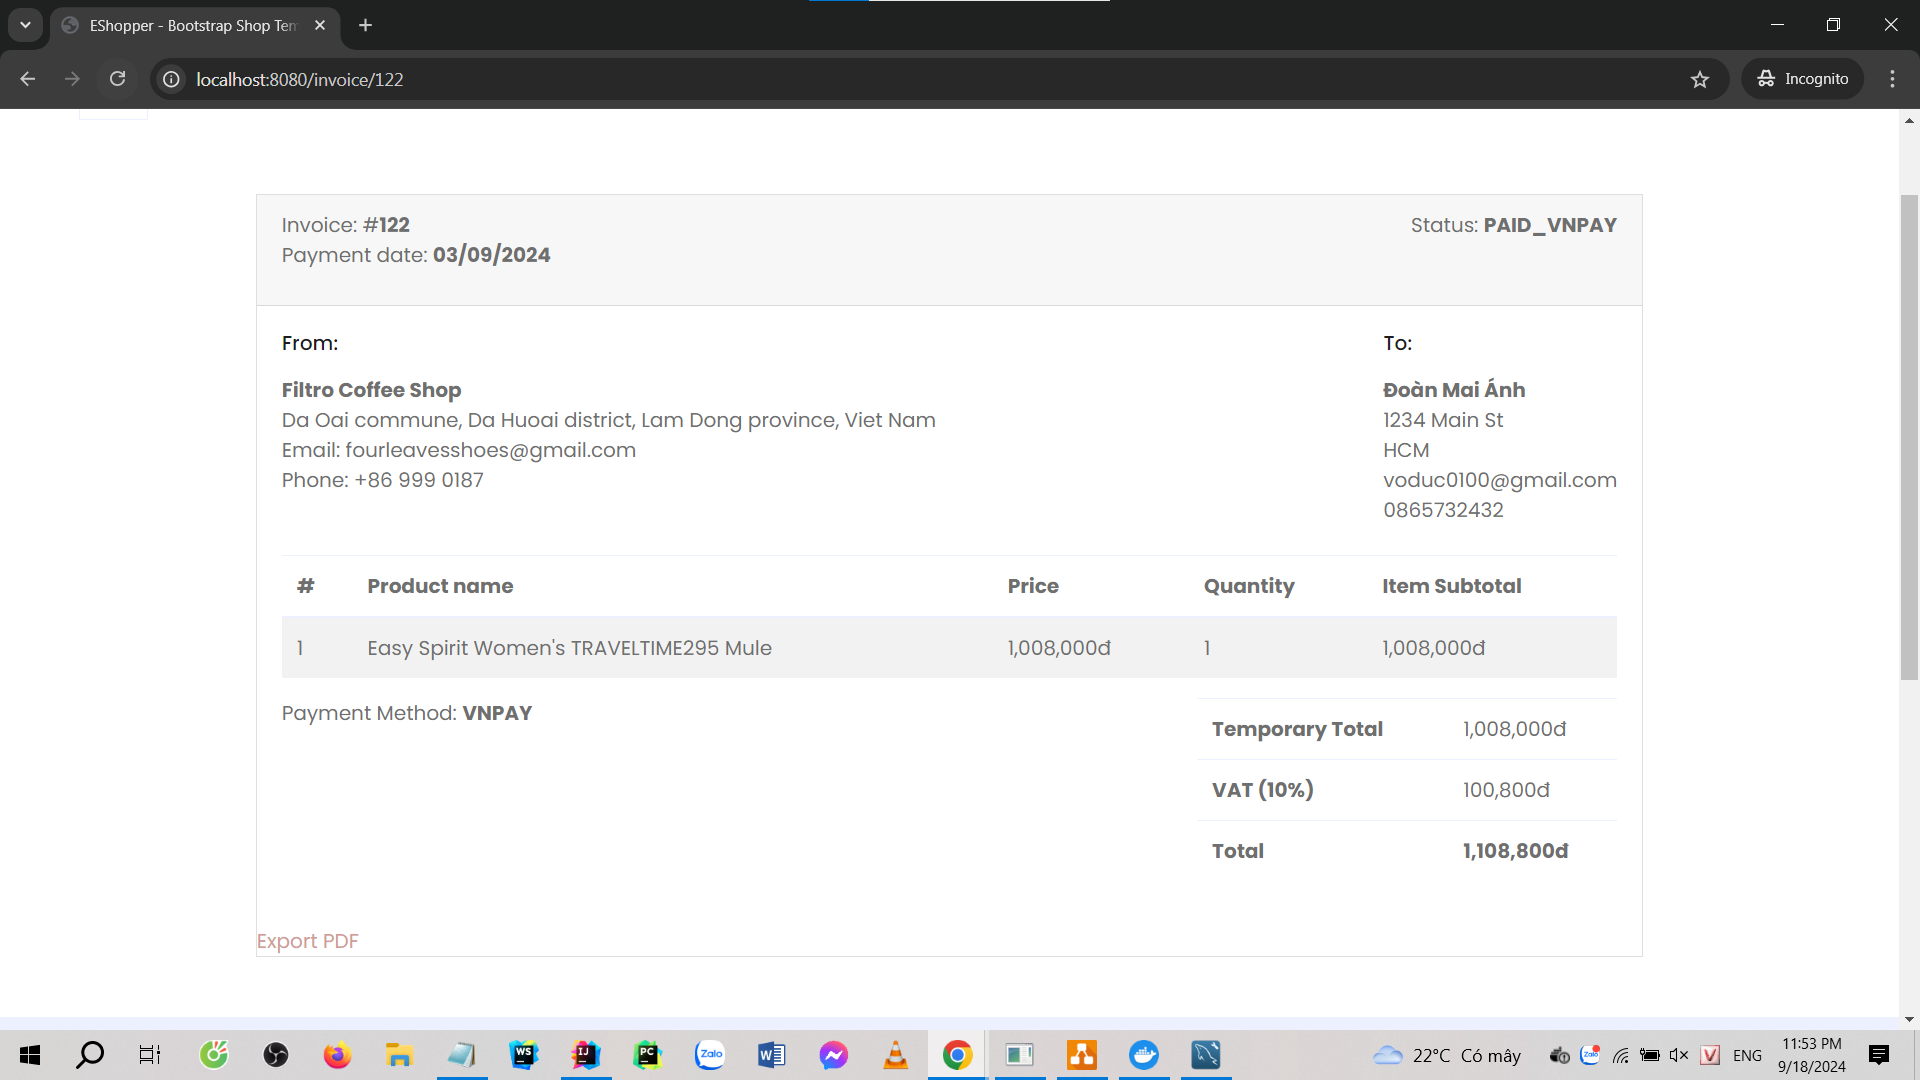 EShopper - Bootstrap Shop Tem
localhost:8080/invoice/122
Incognito
Invoice: #122
Status: PAID_VNPAY
Payment date: 03/09/2024
From:
To:
Filtro Coffee Shop
Đoàn Mai Ánh
Da Oai commune, Da Huoai district, Lam Dong province, Viet Nam
1234 Main St
Email: fourleavesshoes@gmail.com
HCM
Phone: +86 999 0187
voduc0100@gmail.com
0865732432
# Product name Price Quantity Item Subtotal
1 Easy Spirit Women's TRAVELTIME295 Mule 1,008,000đ 1 1,008,000đ
Payment Method: VNPAY
Temporary Total 1,008,000đ
VAT (10%) 100,800đ
Total 1,108,800đ
Export PDF
WS
IJ
PC
Zalo
W
22°C Có mây
Zalo
V
ENG
11:53 PM
9/18/2024